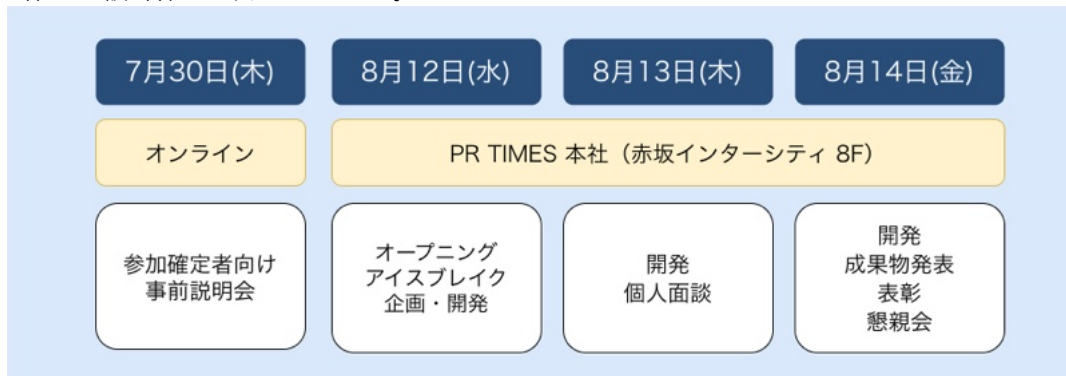 7月30日(木)
8月12日(水)
8月13日(木)
8月14日(金)
オンライン
PR TIMES 本社（赤坂インターシティ 8F）
参加確定者向け
事前説明会
オープニング
アイスブレイク
企画・開発
開発
個人面談
開発
成果物発表
表彰
懇親会